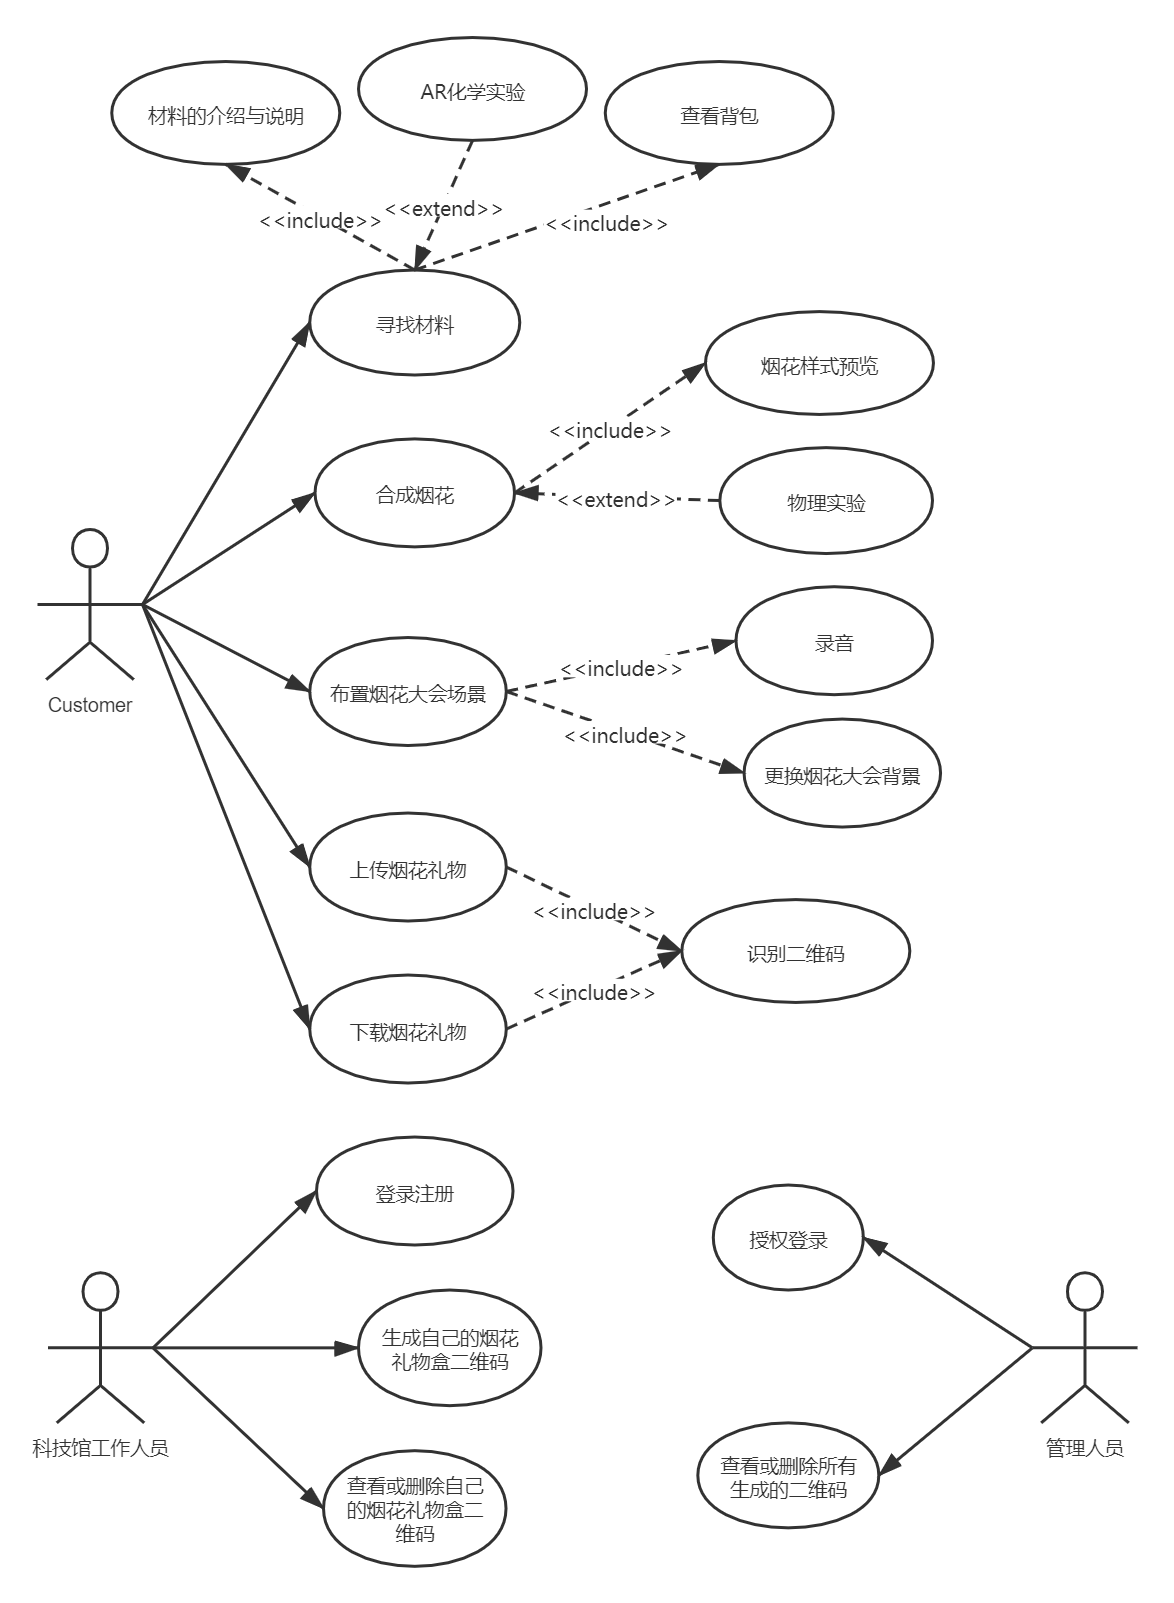 材料的介绍与说明
AR化学实验
查看背包
<<include>>
<<extend>>
<<include>>
寻找材料
烟花样式预览
<<include>>
合成烟花
<<extend>>
物理实验
录音
<<include>>
布置烟花大会场景
<<include>>
更换烟花大会背景
Customer
上传烟花礼物
<<include>>
识别二维码
<<include>>
下载烟花礼物
登录注册
授权登录
生成自己的烟花
礼物盒二维码
科技馆工作人员
管理人员
查看或删除自己
的烟花礼物盒二
维码
查看或删除所有
生成的二维码